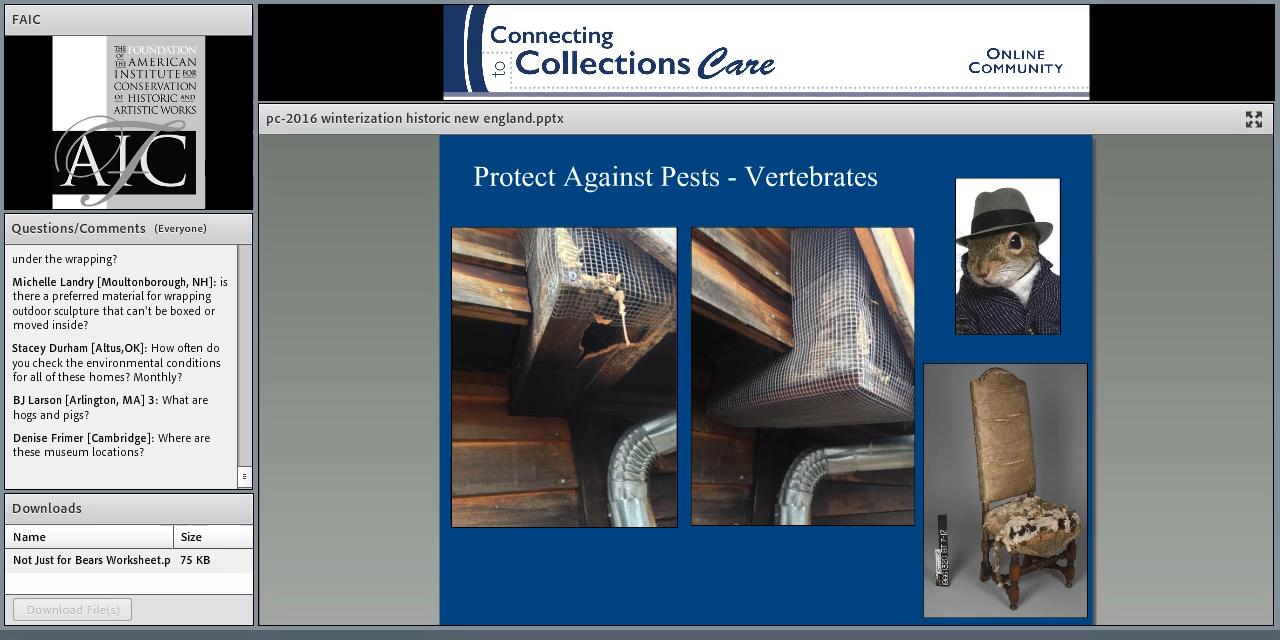 FAIC
THE FOUNDATION
OF
THE AMERICAN
INSTITUTE FOR
CONSERVATION
OF HISTORIC AND
ARTISTIC WORKS
AIC
Connecting
to Collections Care
ONLINE
COMMUNITY
Questions/Comments (Everyone)
under the wrapping?
Michelle Landry [Moultonborough, NH]: is
there a preferred material for wrapping
outdoor sculpture that can't be boxed or
moved inside?
Stacey Durham [Altus,OK]: How often do
you check the environmental conditions
for all of these homes? Monthly?
BJ Larson [Arlington, MA] 3: What are
hogs and pigs?
Denise Frimer [Cambridge]: Where are
these museum locations?
Downloads
Name Size
Not Just for Bears Worksheet.p 75 KB
Download File(s)
pc-2016 winterization historic new england.pptx
Protect Against Pests - Vertebrates